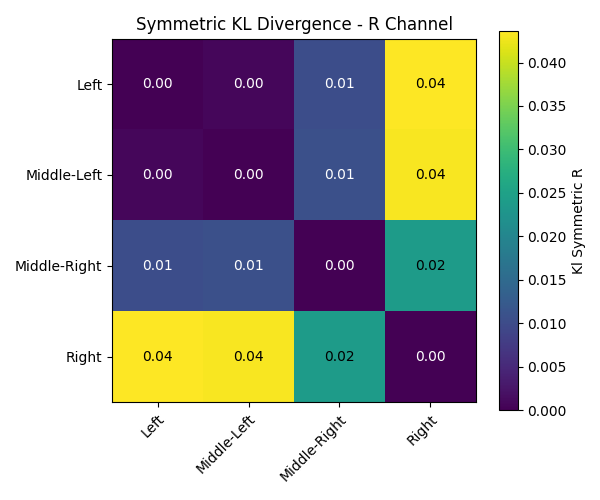 Symmetric KL Divergence - R Channel
Left 0.00 0.00 0.01 0.04
Middle-Left 0.00 0.00 0.01 0.04
Middle-Right 0.01 0.01 0.00 0.02
Right 0.04 0.04 0.02 0.00
Left
Middle-Left
Middle-Right
Right
0.040
0.035
0.030
0.025
0.020
0.015
0.010
0.005
0.000
Kl Symmetric R